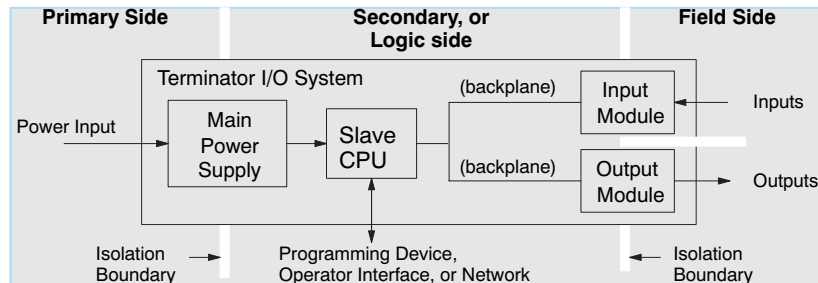 Primary Side
Secondary, or
Logic side
Field Side
Terminator I/O System
Power Input
Main
Power
Supply
Slave
CPU
(backplane)
(backplane)
Input
Module
Output
Module
Inputs
Outputs
Isolation
Boundary
Programming Device,
Operator Interface, or Network
Isolation
Boundary